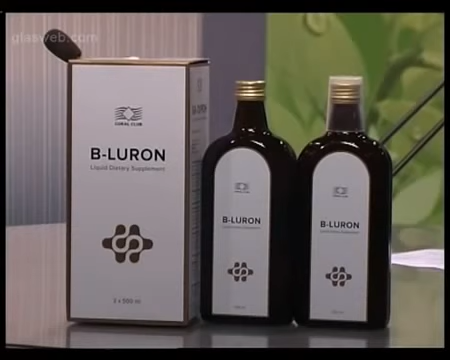 glasweb.com
CORAL CLUB
B-LURON
Liquid Dietary Supplement
2 x 500 ml
B-LURON
B-LURON